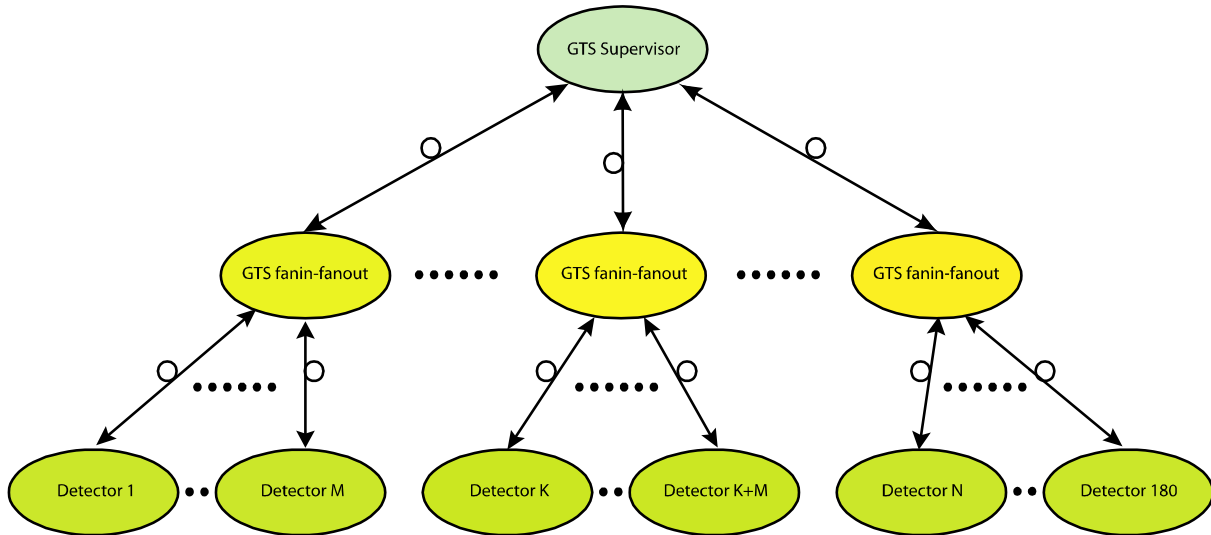 GTS Supervisor
GTS fanin-fanout
GTS fanin-fanout
GTS fanin-fanout
Detector 1
Detector M
Detector K
Detector K+M
Detector N
Detector 180